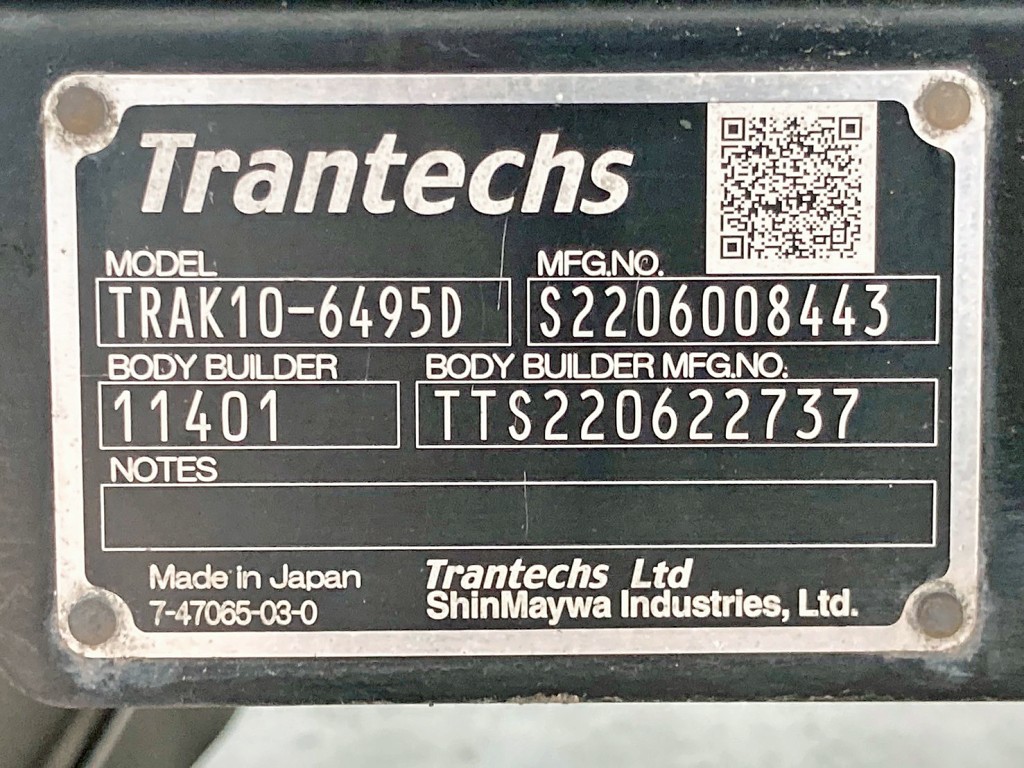 Trantechs
MODEL MFG.NO.
TRAK10-6495D S2206008443
BODY BUILDER BODY BUILDER MFG.NO.
11401 TTS220622737
NOTES
Made in Japan Trantechs Ltd
7-47065-03-0 ShinMaywa Industries, Ltd.